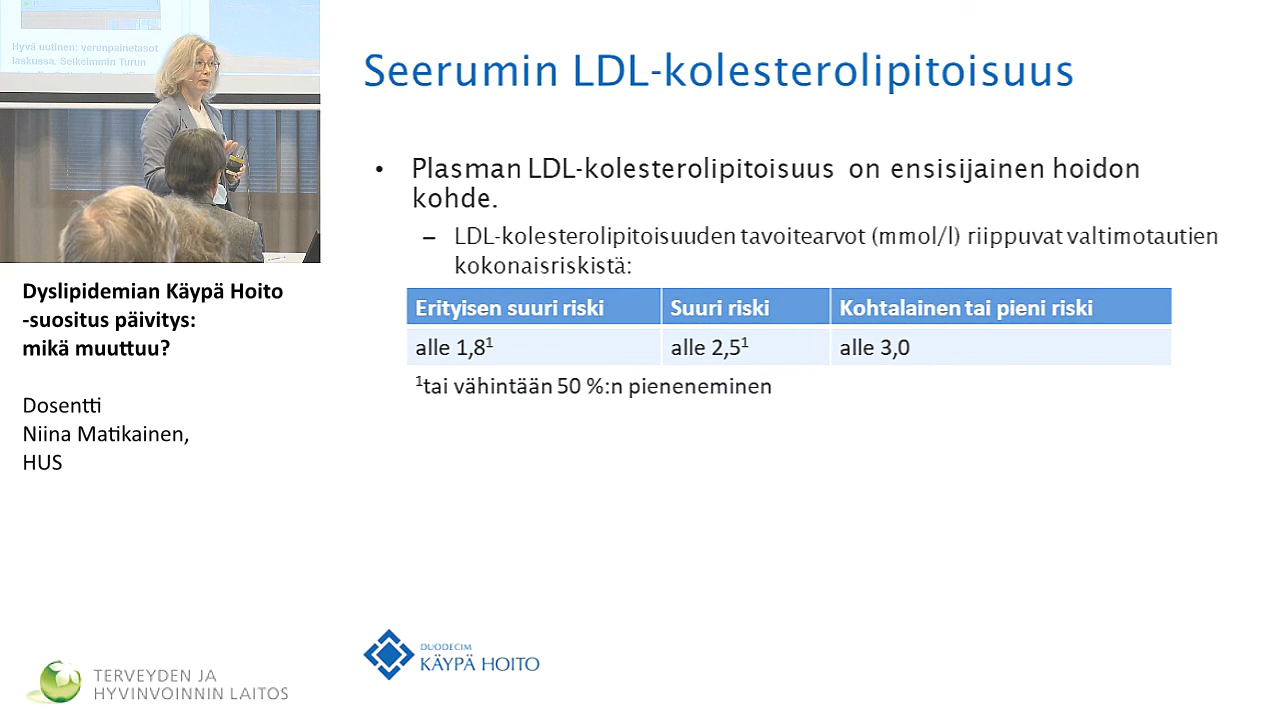 Hyvä uutinen: verenpainetasot
laskussa. Selkeimmin Turun
Seerumin LDL-kolesterolipitoisuus
• Plasman LDL-kolesterolipitoisuus on ensisijainen hoidon
kohde.
– LDL-kolesterolipitoisuuden tavoitearvot (mmol/l) riippuvat valtimotautien
kokonaisriskistä:
Erityisen suuri riski Suuri riski Kohtalainen tai pieni riski
alle 1,8¹ alle 2,5¹ alle 3,0
¹tai vähintään 50 %:n pieneneminen
Dyslipidemian Käypä Hoito
-suositus päivitys:
mikä muuttuu?
Dosentti
Niina Matikainen,
HUS
DUODECIM
KÄYPÄ HOITO
TERVEYDEN JA
HYVINVOINNIN LAITOS